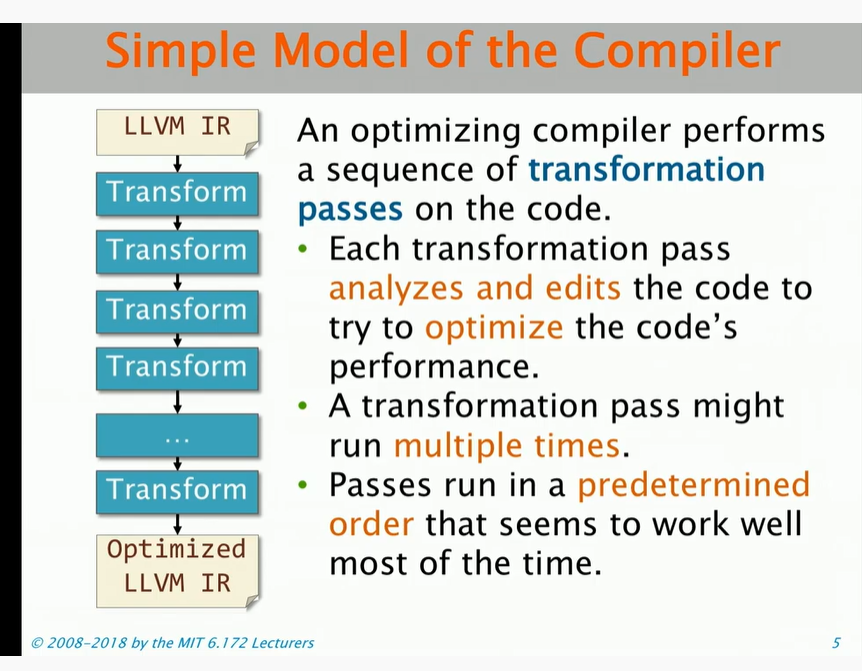 Simple Model of the Compiler
LLVM IR
Transform
Transform
Transform
Transform
...
Transform
Optimized
LLVM IR
An optimizing compiler performs
a sequence of transformation
passes on the code.
• Each transformation pass
analyzes and edits the code to
try to optimize the code’s
performance.
• A transformation pass might
run multiple times.
• Passes run in a predetermined
order that seems to work well
most of the time.
© 2008–2018 by the MIT 6.172 Lecturers
5